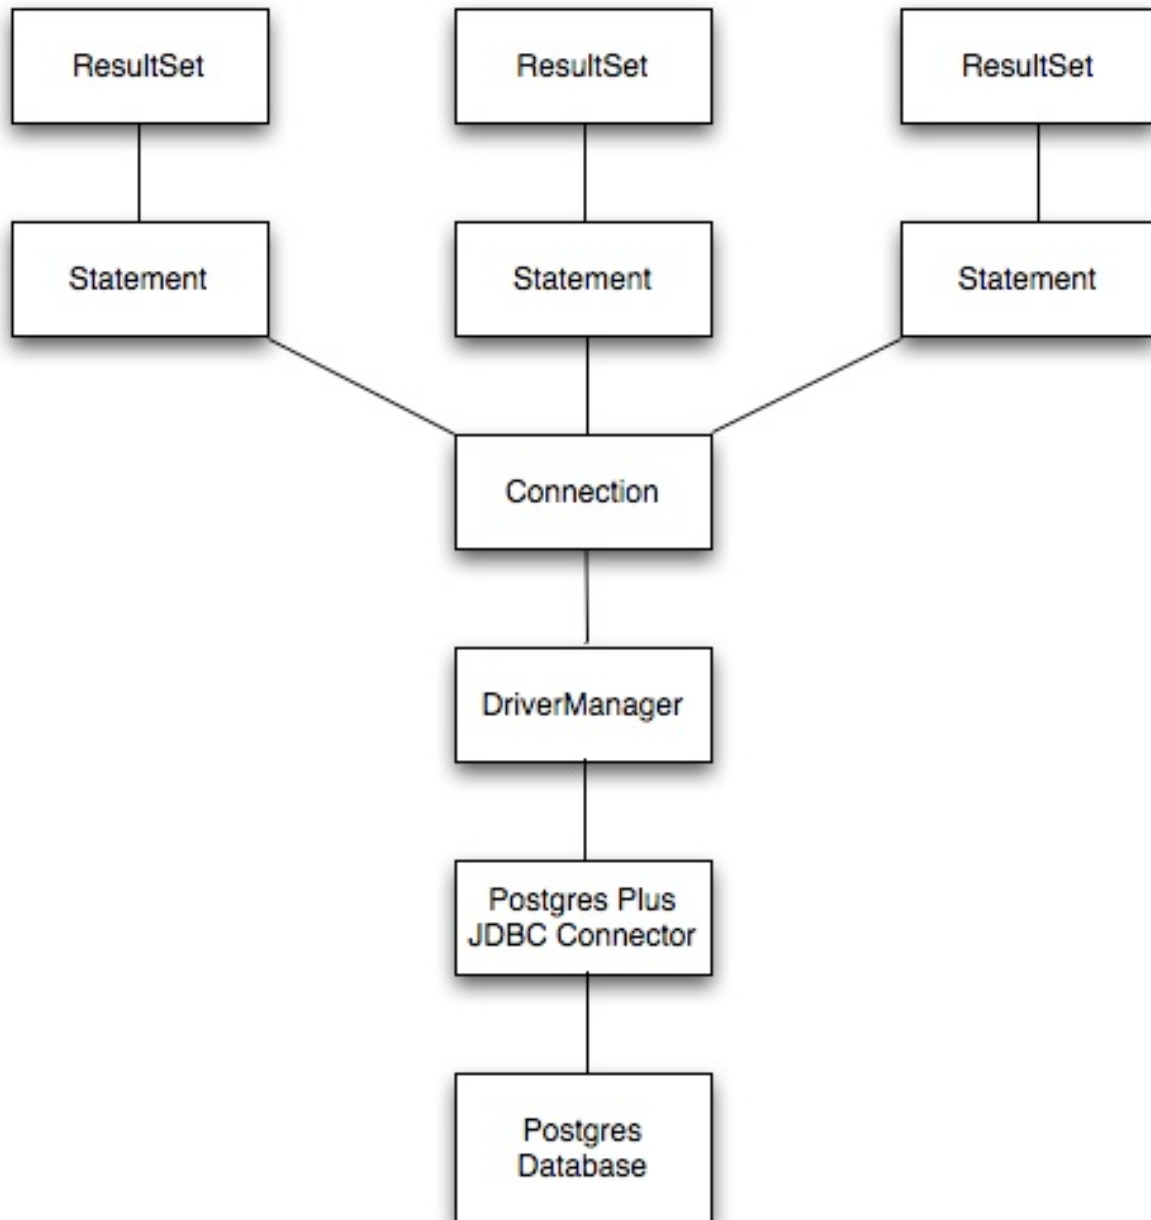 ResultSet
ResultSet
ResultSet
Statement
Statement
Statement
Connection
DriverManager
Postgres Plus
JDBC Connector
Postgres
Database